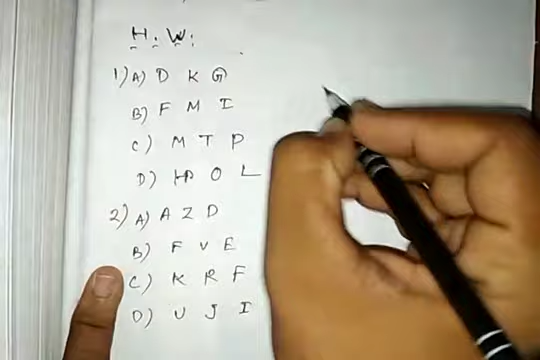 H.W:
1) A) D K G
B) F M I
C) M T P
D) H O L
2) A) A Z D
B) F V E
C) K R F
D) U J I